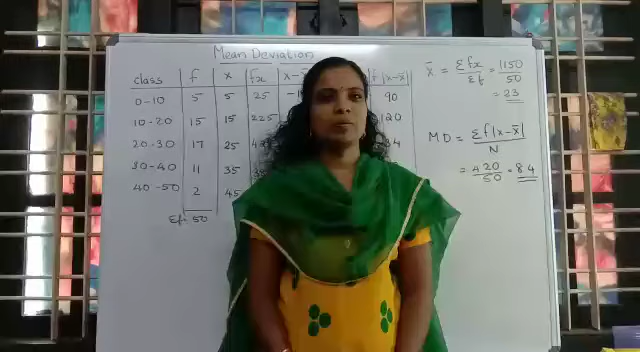 Mean Deviation
class f x fx x-x̄ f|x-x̄|
0-10 5 5 25 90
10-20 15 15 225 120
20-30 17 25
30-40 11 35
40-50 2 45
Σf=50
x̄ = Σfx/Σf = 1150/50
= 23
MD = Σf|x-x̄|/N
= 420/50 = 8.4